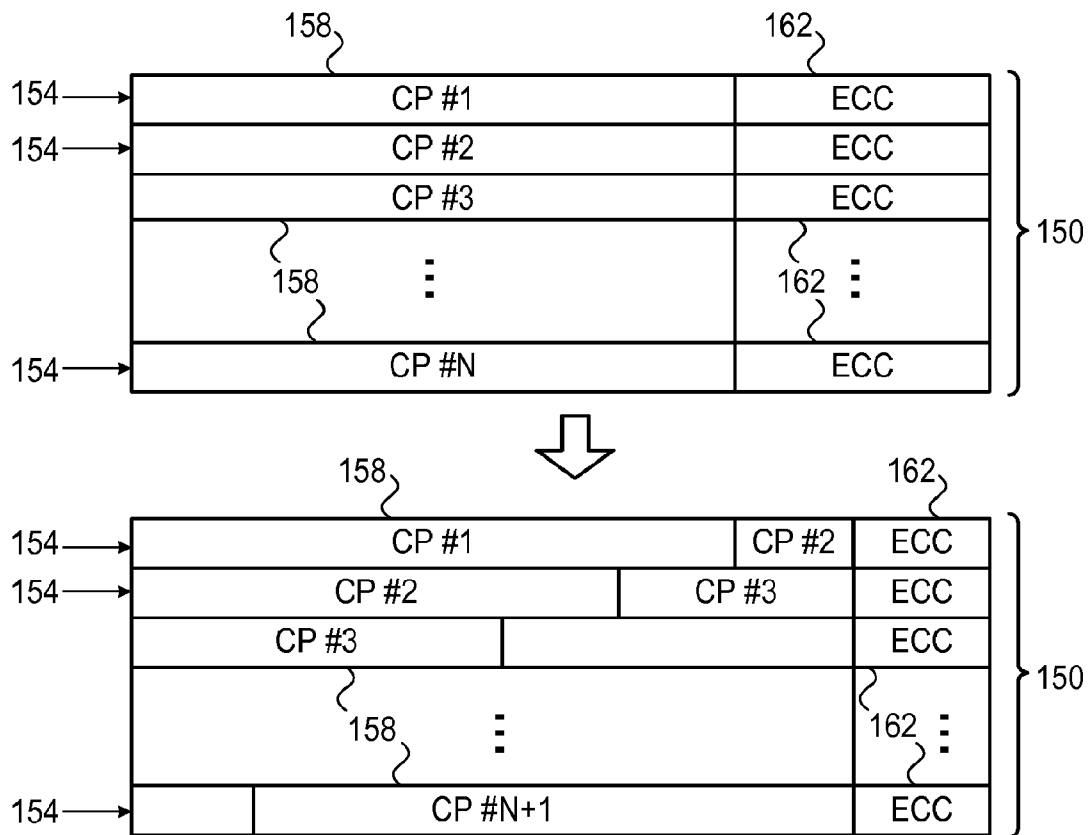 158 162
154 CP #1 ECC
154 CP #2 ECC
CP #3 ECC
150
158 162
154 CP #N ECC
158 162
154 CP #1 CP #2 ECC
154 CP #2 CP #3 ECC
CP #3 ECC
150
158 162
154 CP #N+1 ECC